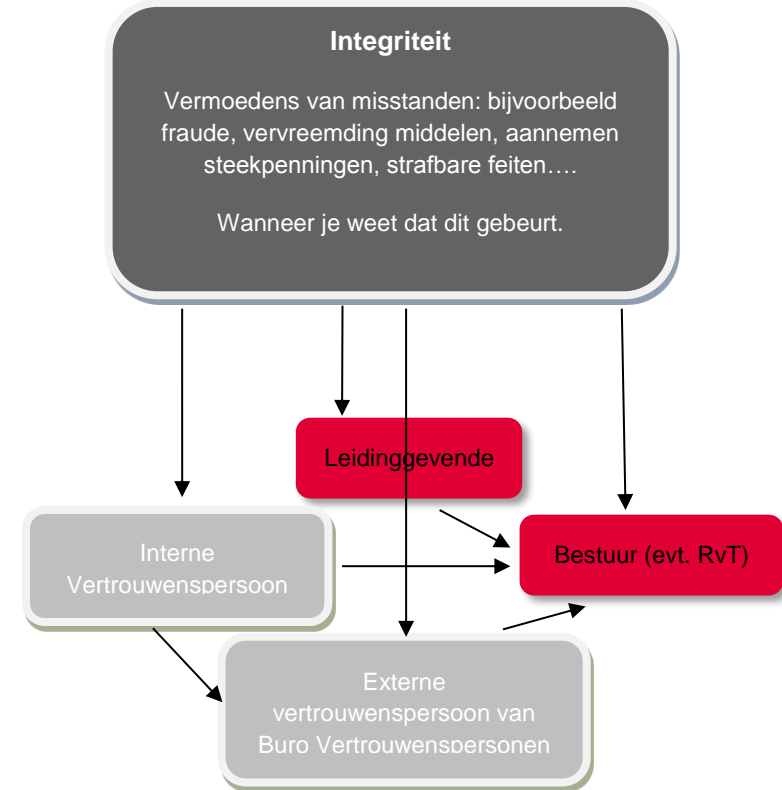 Integriteit
Vermoedens van misstanden: bijvoorbeeld
fraude, vervreemding middelen, aannemen
steekpenningen, strafbare feiten….
Wanneer je weet dat dit gebeurt.
Leidinggevende
Interne
Vertrouwenspersoon
Bestuur (evt. RvT)
Externe
vertrouwenspersoon van
Buro Vertrouwenspersonen